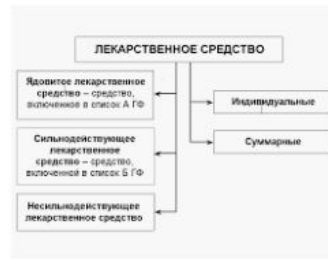 ЛЕКАРСТВЕННОЕ СРЕДСТВО
Ядовитое лекарственное
средство – средство,
включенное в список А ГФ
Сильнодействующее
лекарственное
средство – средство,
включенной в список Б ГФ
Несильнодействующее
лекарственное средство
Индивидуальные
Суммарные